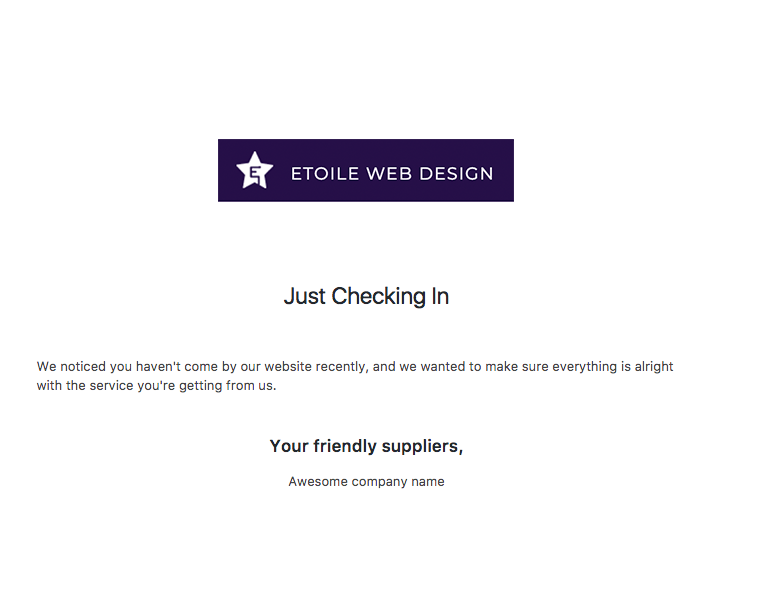 ETOILE WEB DESIGN
Just Checking In
We noticed you haven't come by our website recently, and we wanted to make sure everything is alright
with the service you're getting from us.
Your friendly suppliers,
Awesome company name